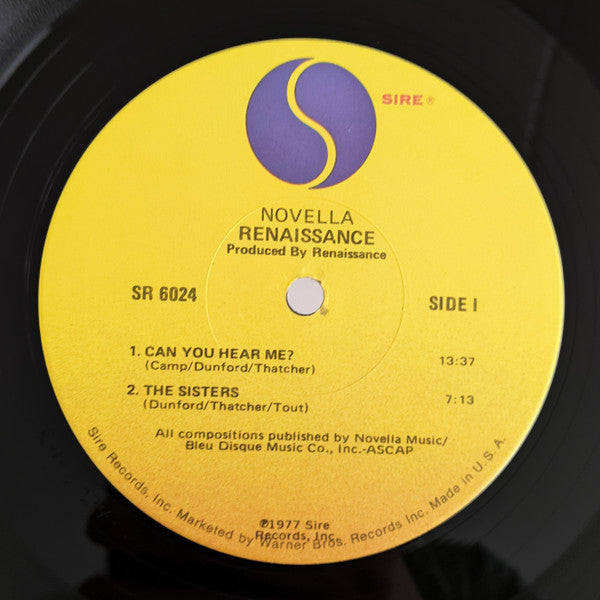 SIRE®
NOVELLA
RENAISSANCE
Produced By Renaissance
SR 6024
SIDE I
1. CAN YOU HEAR ME? 13:37
(Camp/Dunford/Thatcher)
2. THE SISTERS 7:13
(Dunford/Thatcher/Tout)
All compositions published by Novella Music/
Bleu Disque Music Co., Inc.-ASCAP
℗1977 Sire
Records, Inc.
Sire Records, Inc. Marketed by Warner Bros. Records Inc. Made in U.S.A.